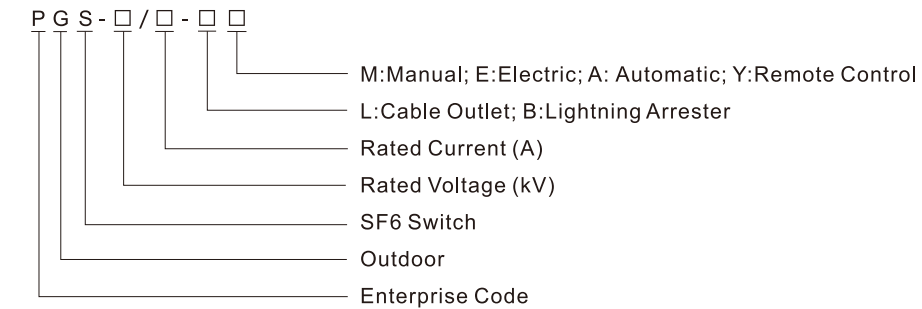 PGS-□/□-□□
M:Manual; E:Electric; A: Automatic; Y:Remote Control
L:Cable Outlet; B:Lightning Arrester
Rated Current (A)
Rated Voltage (kV)
SF6 Switch
Outdoor
Enterprise Code